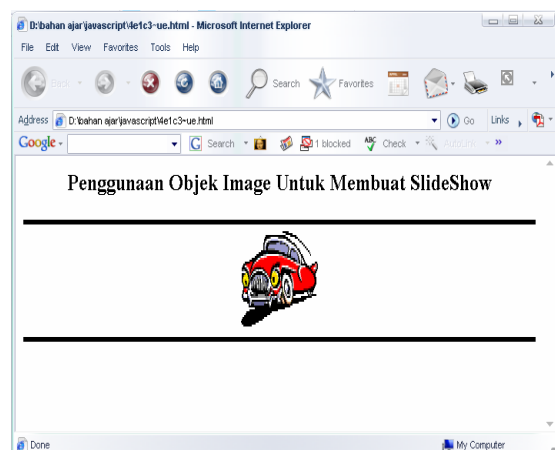 D:\bahan ajar\javascript\4e1c3~ue.html - Microsoft Internet Explorer
File Edit View Favorites Tools Help
Back Search Favorites
Address D:\bahan ajar\javascript\4e1c3~ue.html Go Links
Google Search 1 blocked ABC Check
Penggunaan Objek Image Untuk Membuat SlideShow
Done My Computer